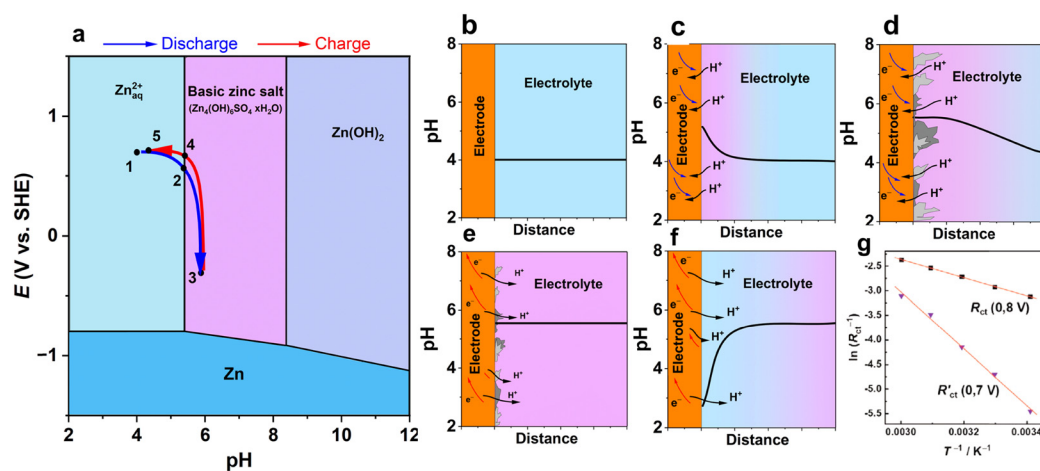 a
Discharge
Charge
E (V vs. SHE)
1
0
−1
Zn²⁺aq
Basic zinc salt
(Zn₄(OH)₆SO₄ xH₂O)
Zn(OH)₂
1
5
4
2
3
Zn
2 4 6 8 10 12
pH
b
pH
8
6
4
2
Electrode
Electrolyte
Distance
c
pH
8
6
4
2
Electrode
Electrolyte
e⁻
H⁺
e⁻
H⁺
H⁺
e⁻
H⁺
Distance
d
pH
8
6
4
2
Electrode
Electrolyte
e⁻
H⁺
e⁻
H⁺
H⁺
e⁻
H⁺
Distance
e
pH
8
6
4
2
Electrode
Electrolyte
e⁻
H⁺
e⁻
H⁺
H⁺
e⁻
H⁺
Distance
f
pH
8
6
4
2
Electrode
Electrolyte
e⁻
H⁺
e⁻
H⁺
H⁺
e⁻
H⁺
Distance
g
ln (Rct⁻¹)
-2.5
-3.0
-3.5
-4.0
-4.5
-5.0
-5.5
Rct (0,8 V)
R'ct (0,7 V)
0.0030 0.0032 0.0034
T⁻¹ / K⁻¹